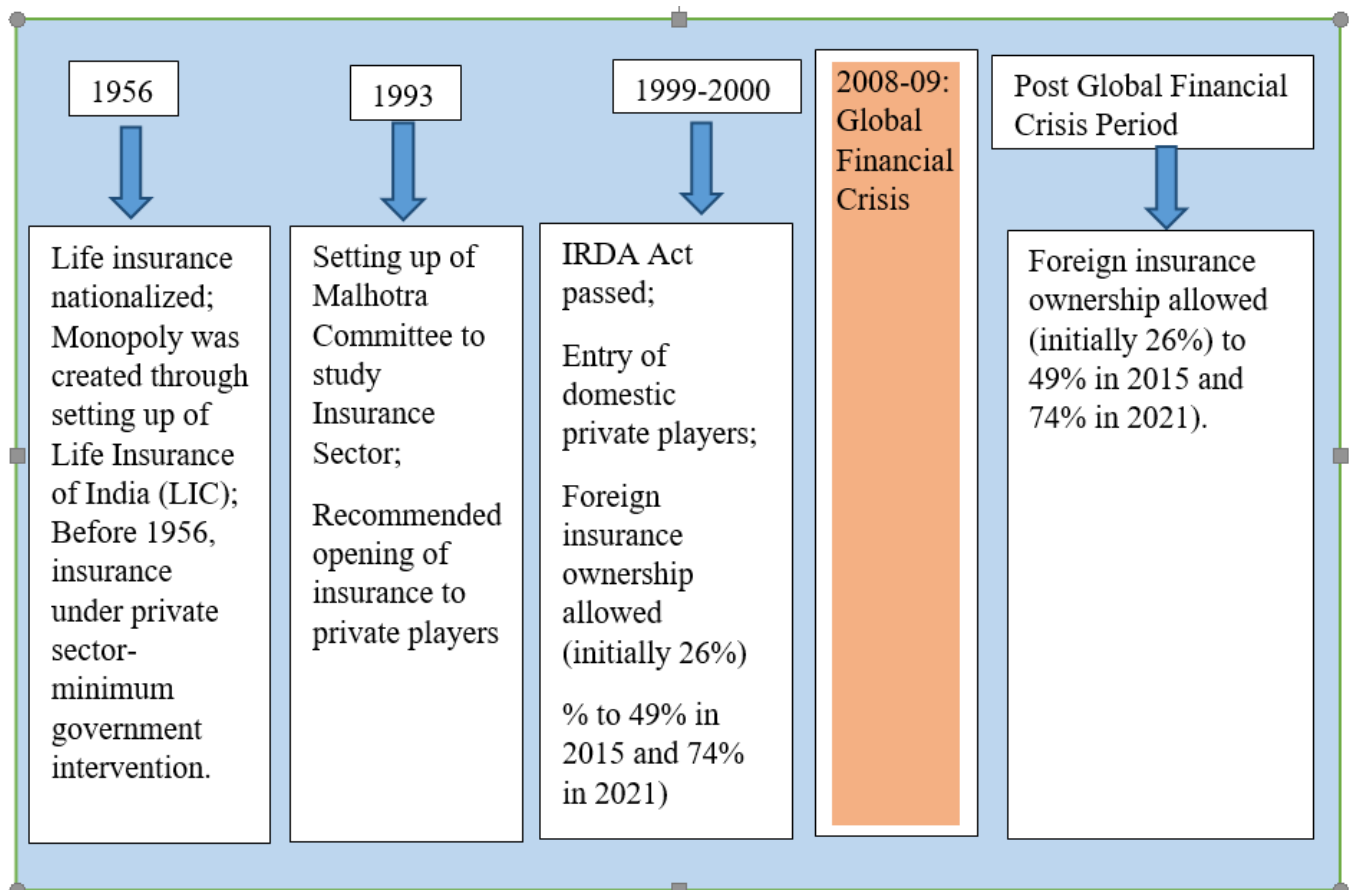 1956
Life insurance
nationalized;
Monopoly was
created through
setting up of
Life Insurance
of India (LIC);
Before 1956,
insurance
under private
sector-
minimum
government
intervention.
1993
Setting up of
Malhotra
Committee to
study
Insurance
Sector;
Recommended
opening of
insurance to
private players
1999-2000
IRDA Act
passed;
Entry of
domestic
private players;
Foreign
insurance
ownership
allowed
(initially 26%)
% to 49% in
2015 and 74%
in 2021)
2008-09:
Global
Financial
Crisis
Post Global Financial
Crisis Period
Foreign insurance
ownership allowed
(initially 26%) to
49% in 2015 and
74% in 2021).